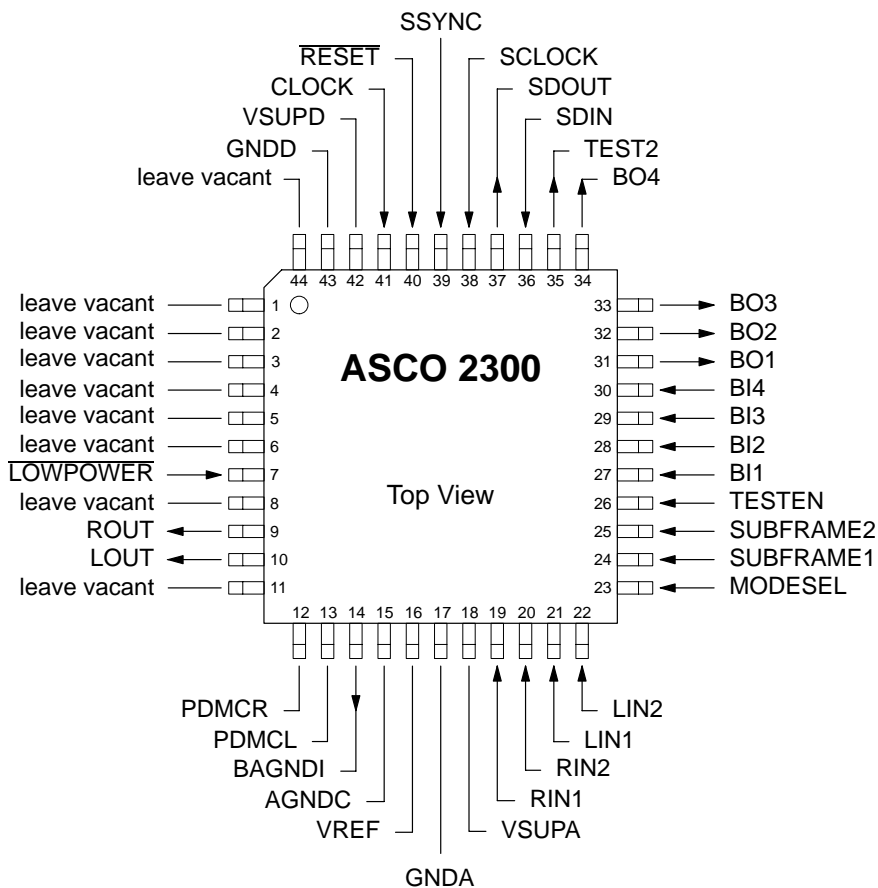 SSYNC
RESET SCLOCK
CLOCK SDOUT
VSUPD SDIN
GNDD TEST2
leave vacant BO4
44 43 42 41 40 39 38 37 36 35 34
leave vacant 1 33 BO3
leave vacant 2 32 BO2
leave vacant 3 31 BO1
ASCO 2300
leave vacant 4 30 BI4
leave vacant 5 29 BI3
leave vacant 6 28 BI2
LOWPOWER 7 27 BI1
Top View
leave vacant 8 26 TESTEN
ROUT 9 25 SUBFRAME2
LOUT 10 24 SUBFRAME1
leave vacant 11 23 MODESEL
12 13 14 15 16 17 18 19 20 21 22
PDMCR LIN2
PDMCL LIN1
BAGNDI RIN2
AGNDC RIN1
VREF VSUPA
GNDA